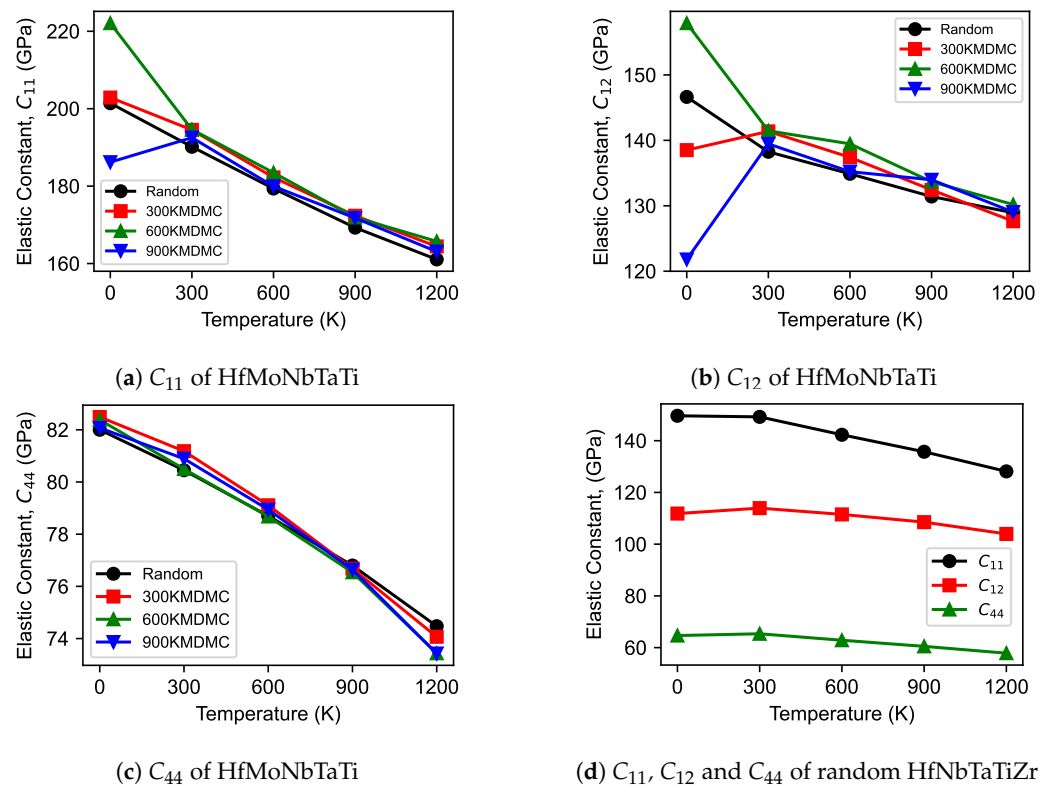 Elastic Constant, C₁₁ (GPa)
220
200
180
160
Random
300KMDMC
600KMDMC
900KMDMC
0 300 600 900 1200
Temperature (K)
(a) C₁₁ of HfMoNbTaTi
Elastic Constant, C₁₂ (GPa)
150
140
130
120
Random
300KMDMC
600KMDMC
900KMDMC
0 300 600 900 1200
Temperature (K)
(b) C₁₂ of HfMoNbTaTi
Elastic Constant, C₄₄ (GPa)
82
80
78
76
74
Random
300KMDMC
600KMDMC
900KMDMC
0 300 600 900 1200
Temperature (K)
(c) C₄₄ of HfMoNbTaTi
Elastic Constant, (GPa)
140
120
100
80
60
C₁₁
C₁₂
C₄₄
0 300 600 900 1200
Temperature (K)
(d) C₁₁, C₁₂ and C₄₄ of random HfNbTaTiZr